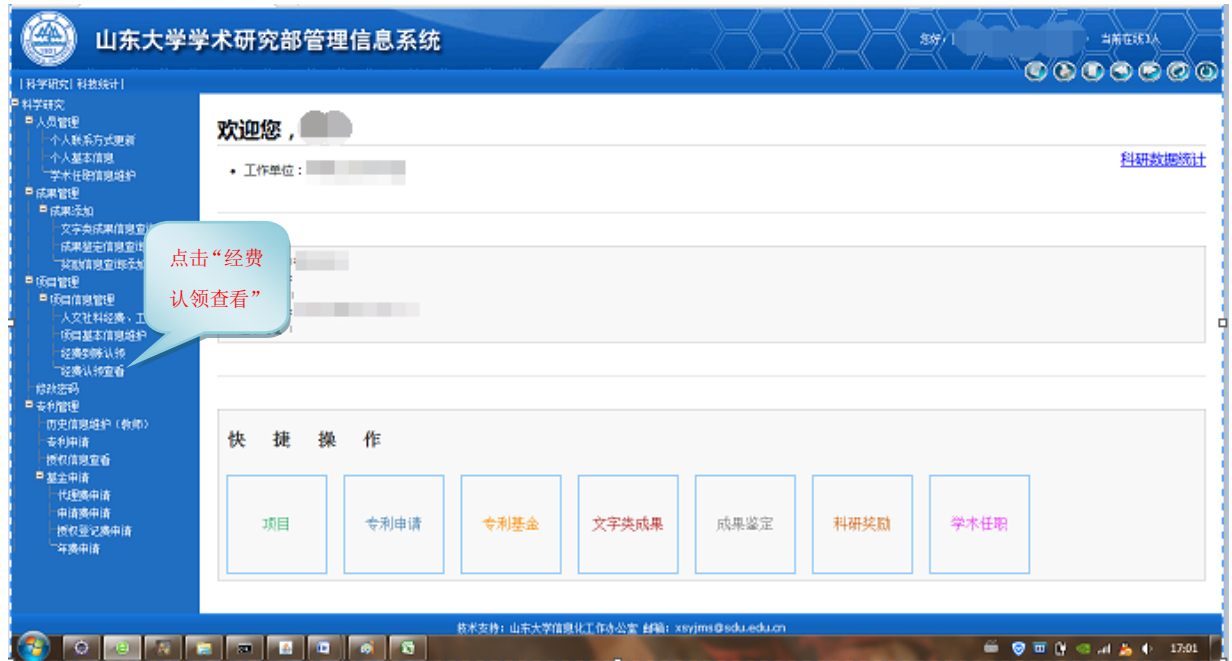 山东大学学术研究部管理信息系统
您好，
当前在线1人
|科学研究|科技统计|
科学研究
人员管理
个人联系方式更新
个人基本信息
学术任职信息维护
成果管理
成果添加
文字类成果信息查
成果鉴定信息查询
奖励信息查询添加
项目管理
项目信息管理
人文社科经费、工
项目基本信息维护
经费到账认领
经费认领查看
修改密码
专利管理
历史信息维护（教师）
专利申请
授权信息查看
基金申请
代理费申请
申请费申请
授权登记费申请
年费申请
点击“经费
认领查看”
欢迎您，
• 工作单位：
科研数据统计
快 捷 操 作
项目
专利申请
专利基金
文字类成果
成果鉴定
科研奖励
学术任职
技术支持：山东大学信息化工作办公室 邮箱：xsyjms@sdu.edu.cn
17:01